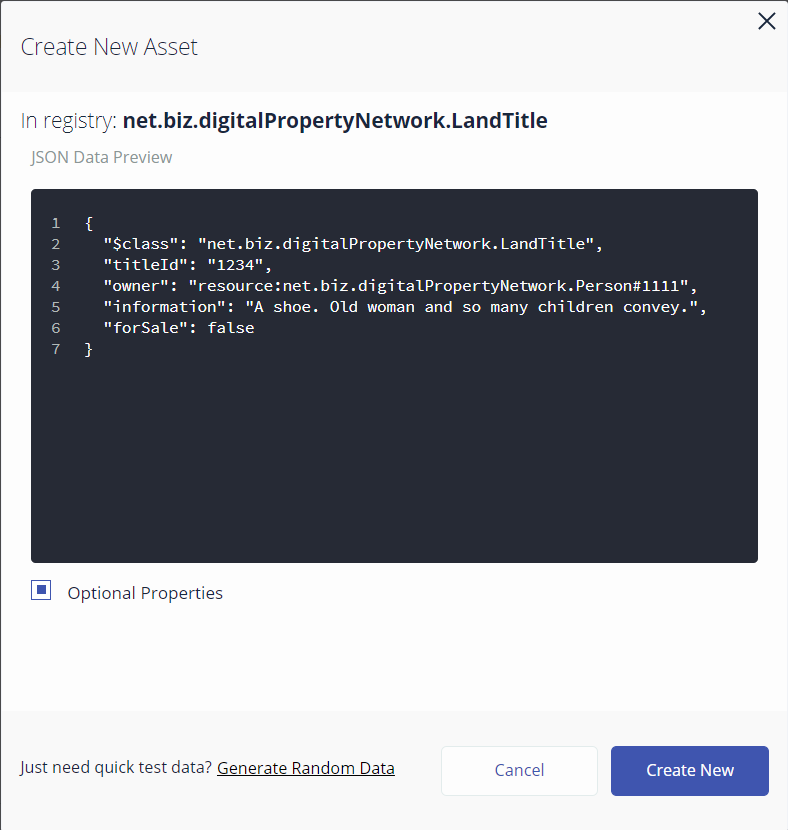 Create New Asset
In registry: net.biz.digitalPropertyNetwork.LandTitle
JSON Data Preview
1 {
2   "$class": "net.biz.digitalPropertyNetwork.LandTitle",
3   "titleId": "1234",
4   "owner": "resource:net.biz.digitalPropertyNetwork.Person#1111",
5   "information": "A shoe. Old woman and so many children convey.",
6   "forSale": false
7 }
Optional Properties
Just need quick test data? Generate Random Data
Cancel
Create New